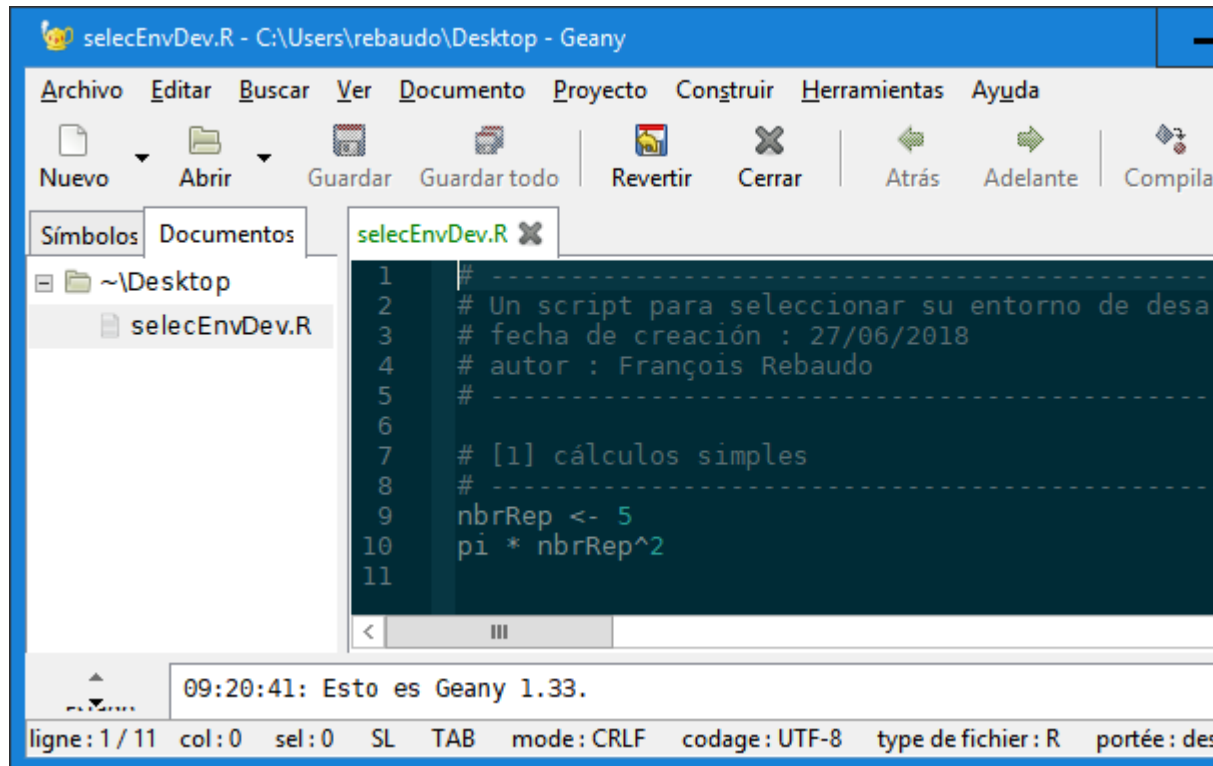 selecEnvDev.R - C:\Users\rebaudo\Desktop - Geany
Archivo Editar Buscar Ver Documento Proyecto Construir Herramientas Ayuda
Nuevo Abrir Guardar Guardar todo Revertir Cerrar Atrás Adelante Compila
Símbolos Documentos selecEnvDev.R
~\Desktop
selecEnvDev.R
1 # ----------------------------------------------
2 # Un script para seleccionar su entorno de desa
3 # fecha de creación : 27/06/2018
4 # autor : François Rebaudo
5 # ----------------------------------------------
6
7 # [1] cálculos simples
8 # ----------------------------------------------
9 nbrRep <- 5
10 pi * nbrRep^2
11
09:20:41: Esto es Geany 1.33.
ligne : 1 / 11 col : 0 sel : 0 SL TAB mode : CRLF codage : UTF-8 type de fichier : R portée : des